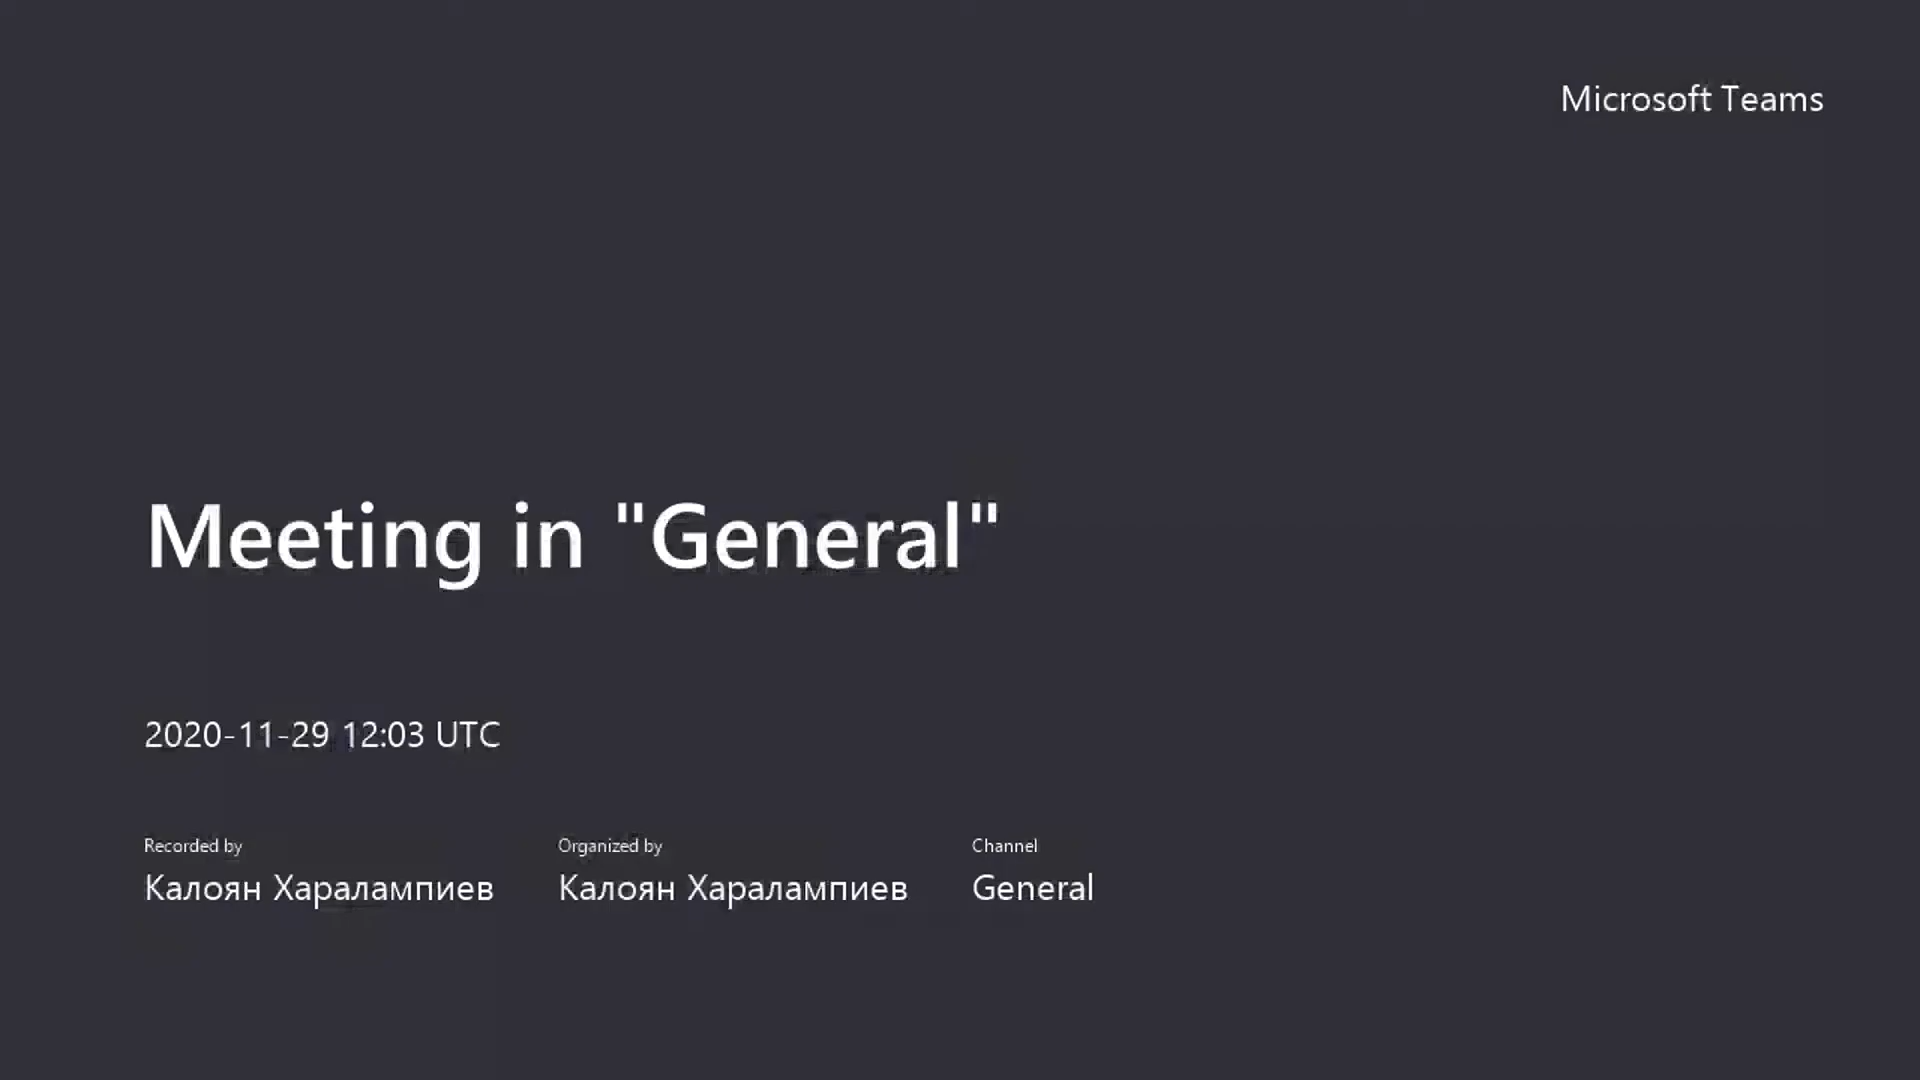 Microsoft Teams
Meeting in "General"
2020-11-29 12:03 UTC
Recorded by
Калоян Харалампиев
Organized by
Калоян Харалампиев
Channel
General